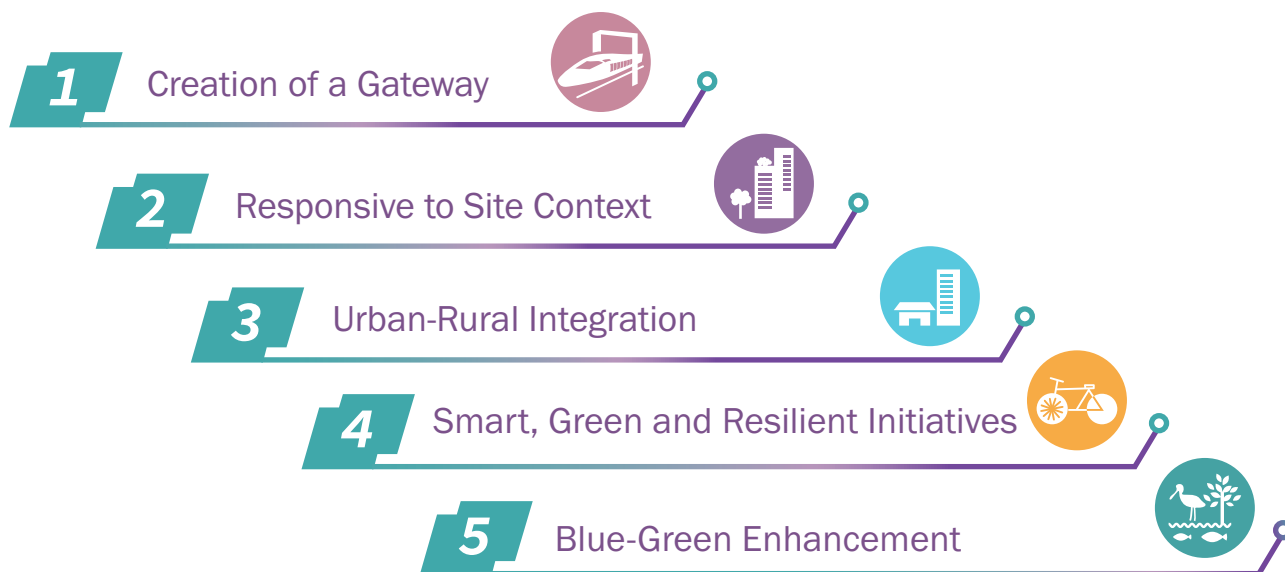 1 Creation of a Gateway
2 Responsive to Site Context
3 Urban-Rural Integration
4 Smart, Green and Resilient Initiatives
5 Blue-Green Enhancement